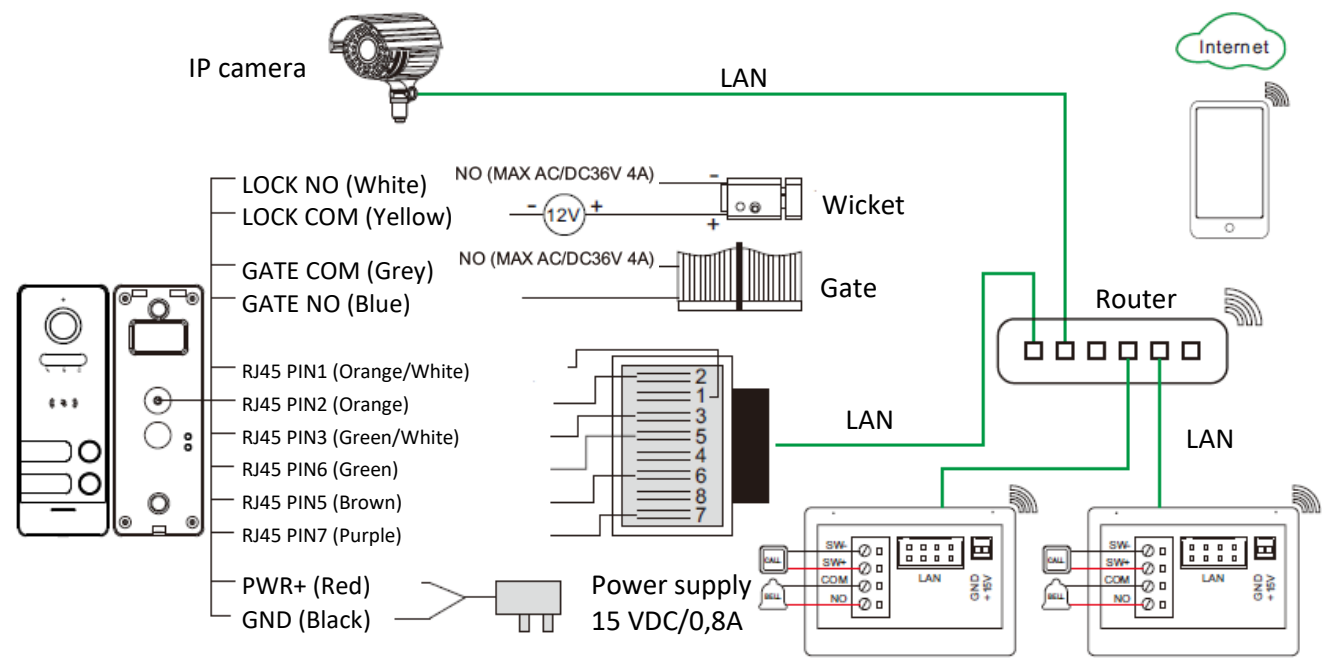 IP camera
LAN
Internet
LOCK NO (White)
LOCK COM (Yellow)
NO (MAX AC/DC36V 4A)
-
- 12V +
+
Wicket
GATE COM (Grey)
GATE NO (Blue)
NO (MAX AC/DC36V 4A)
Gate
Router
RJ45 PIN1 (Orange/White)
RJ45 PIN2 (Orange)
RJ45 PIN3 (Green/White)
RJ45 PIN6 (Green)
RJ45 PIN5 (Brown)
RJ45 PIN7 (Purple)
2
1
3
5
4
6
8
7
LAN
LAN
PWR+ (Red)
GND (Black)
Power supply
15 VDC/0,8A
CALL
BELL
SW-
SW+
COM
NO
LAN
GND
+15V
CALL
BELL
SW-
SW+
COM
NO
LAN
GND
+15V